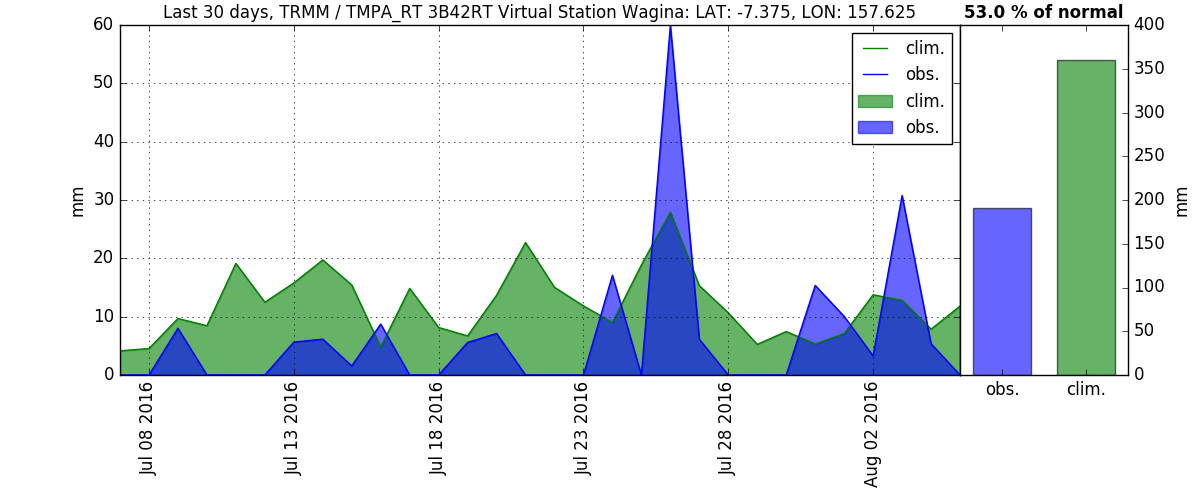 Last 30 days, TRMM / TMPA_RT 3B42RT Virtual Station Wagina: LAT: -7.375, LON: 157.625
53.0 % of normal
60
50
40
30
20
10
0
mm
clim.
obs.
clim.
obs.
400
350
300
250
200
150
100
50
0
mm
obs.
clim.
Jul 08 2016
Jul 13 2016
Jul 18 2016
Jul 23 2016
Jul 28 2016
Aug 02 2016